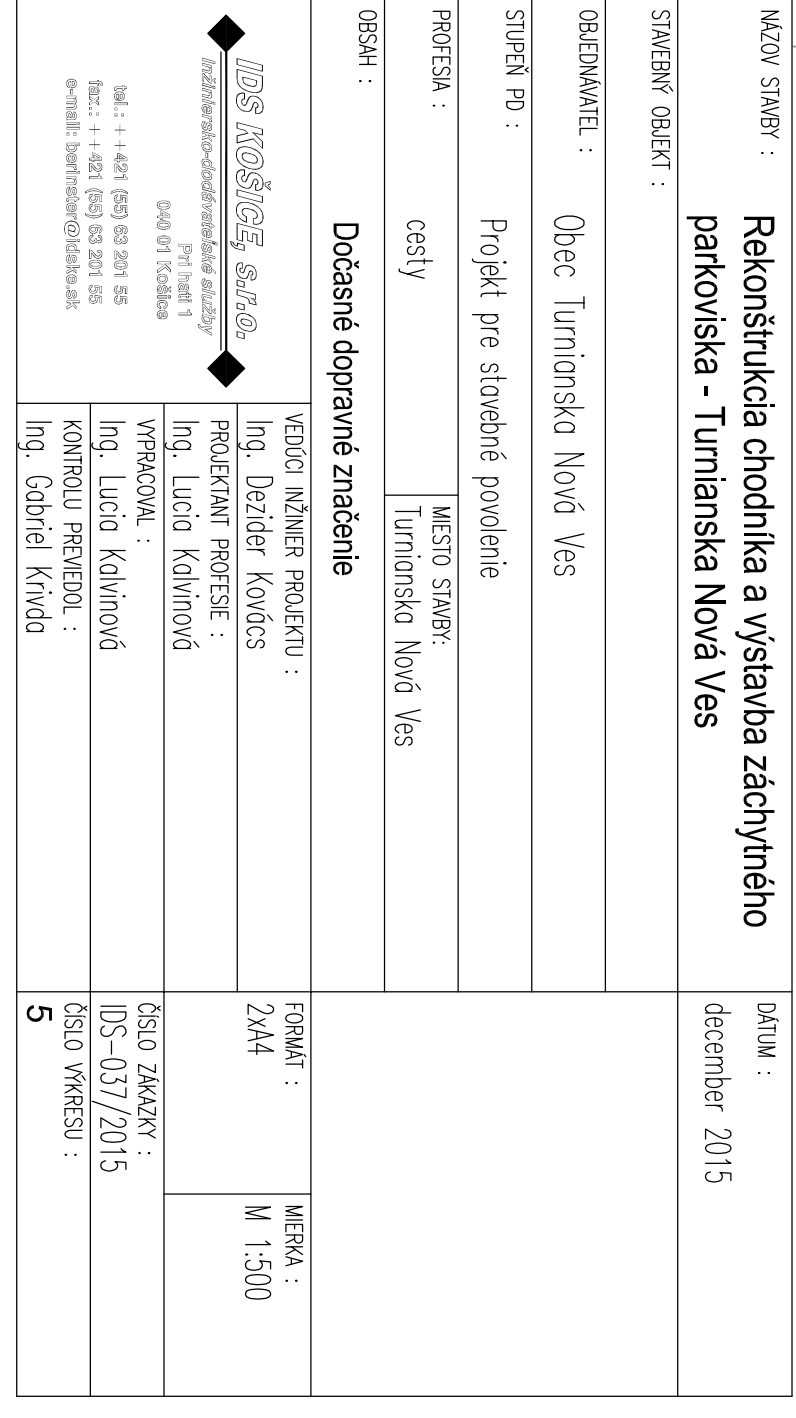 NÁZOV STAVBY :
Rekonštrukcia chodníka a výstavba záchytného
parkoviska - Turnianska Nová Ves
DÁTUM :
december 2015
STAVEBNÝ OBJEKT :
OBJEDNÁVATEL :
Obec Turnianska Nová Ves
STUPEŇ PD :
Projekt pre stavebné povolenie
PROFESIA :
cesty
MIESTO STAVBY:
Turnianska Nová Ves
OBSAH :
Dočasné dopravné značenie
IDS KOŠICE, s.r.o.
Inžiniersko-dodávateľské služby
Pri hati 1
040 01 Košice
tel.: ++421 (55) 63 201 55
fax.: ++421 (55) 63 201 55
e-mail: berinster@idske.sk
VEDÚCI INŽINIER PROJEKTU :
Ing. Dezider Kovács
PROJEKTANT PROFESIE :
Ing. Lucia Kalvinová
VYPRACOVAL :
Ing. Lucia Kalvinová
KONTROLU PREVIEDOL :
Ing. Gabriel Krivda
FORMÁT :
2xA4
MIERKA :
M 1:500
ČÍSLO ZÁKAZKY :
IDS-037/2015
ČÍSLO VÝKRESU :
5